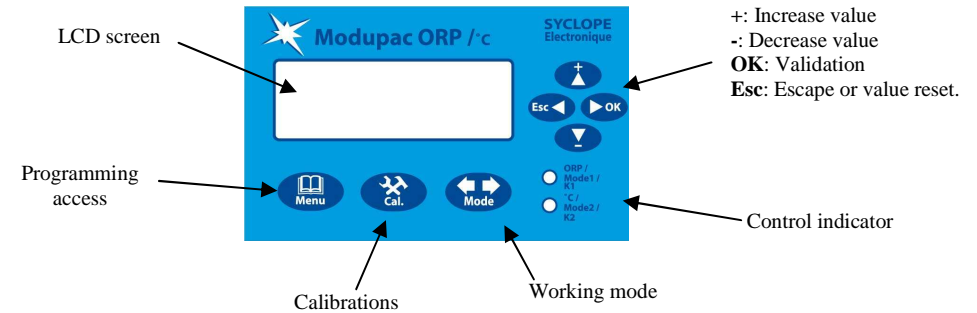 LCD screen
Modupac ORP /°c
SYCLOPE
Electronique
+: Increase value
-: Decrease value
OK: Validation
Esc: Escape or value reset.
+
Esc
OK
-
Programming
access
Menu
Cal.
Mode
ORP /
Mode1 /
K1
°C /
Mode2 /
K2
Control indicator
Calibrations
Working mode